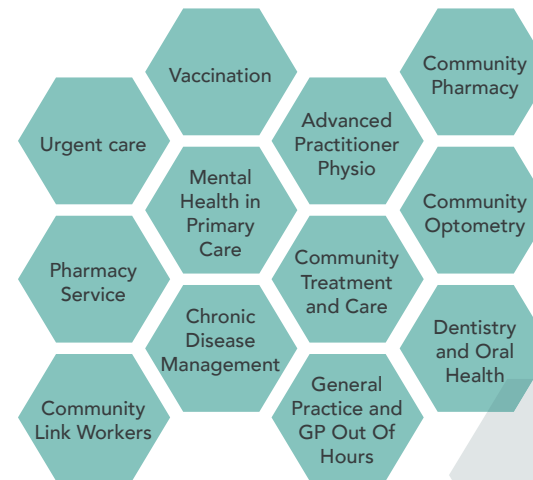 Vaccination
Community
Pharmacy
Urgent care
Advanced
Practitioner
Physio
Mental
Health in
Primary
Care
Community
Optometry
Pharmacy
Service
Community
Treatment
and Care
Chronic
Disease
Management
Dentistry
and Oral
Health
Community
Link Workers
General
Practice and
GP Out Of
Hours